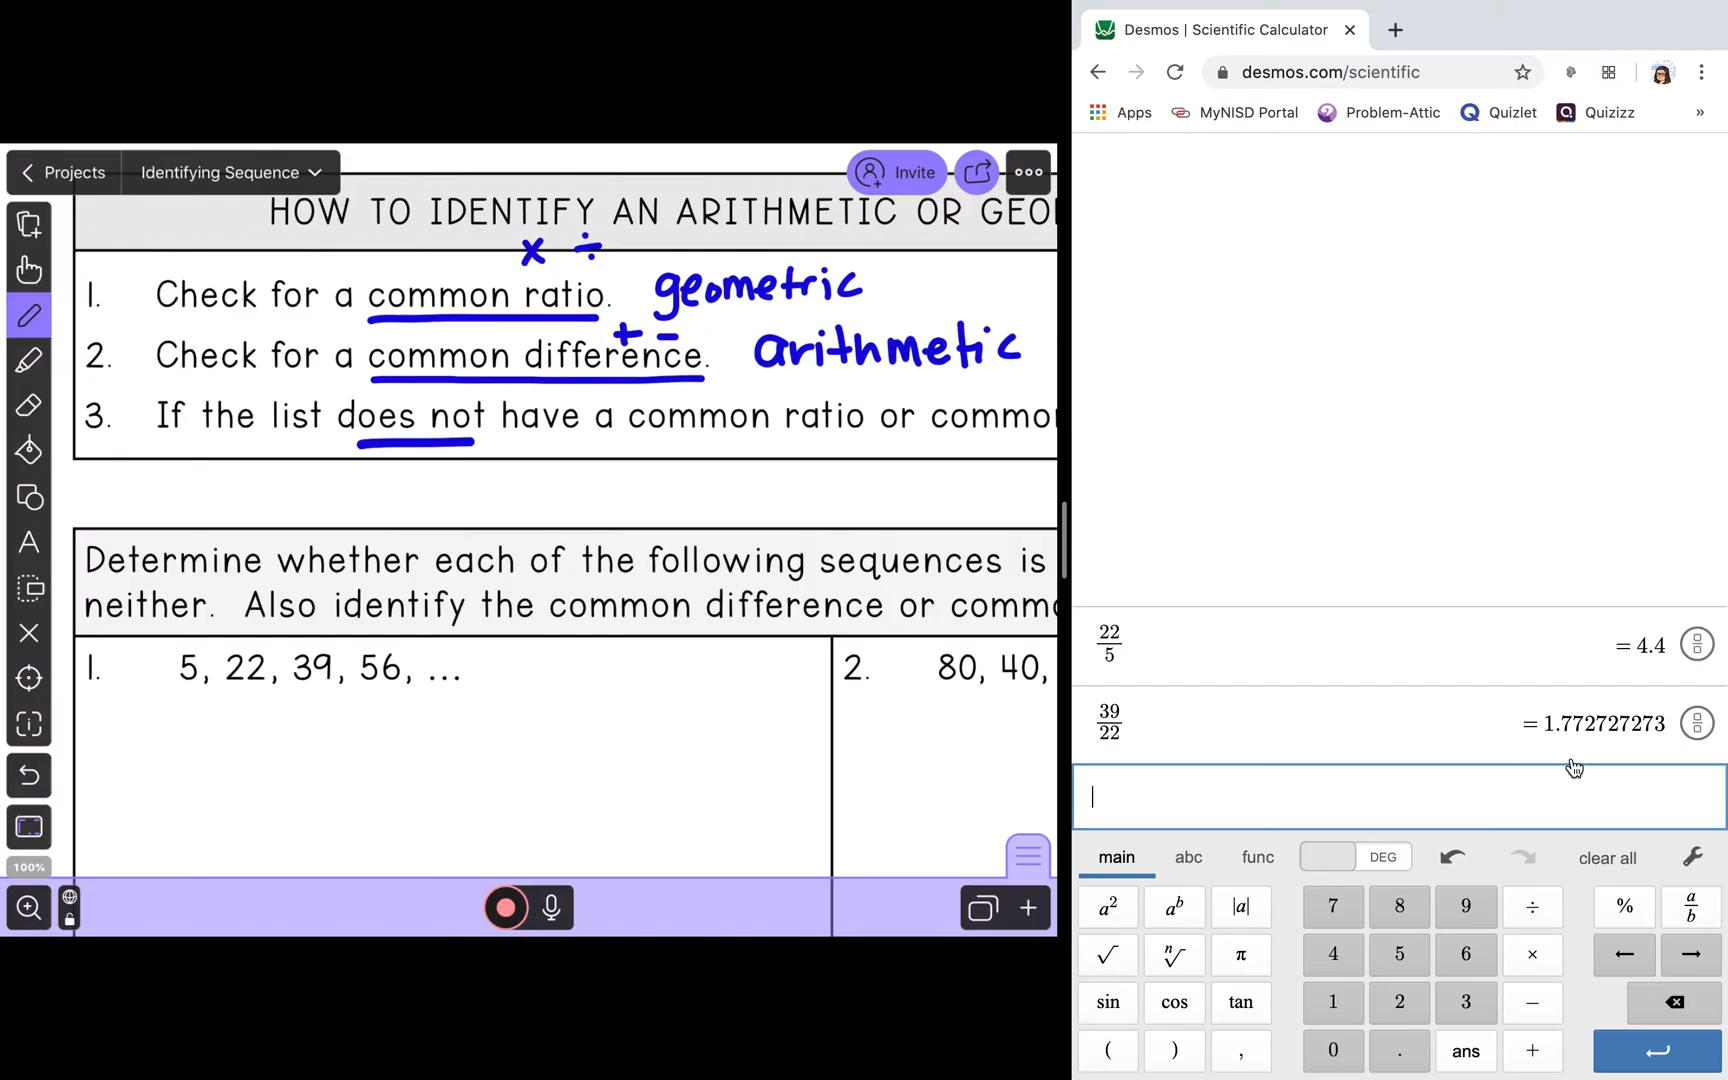 Desmos | Scientific Calculator
desmos.com/scientific
Apps MyNISD Portal Problem-Attic Quizlet Quizizz »
Projects Identifying Sequence Invite
HOW TO IDENTIFY AN ARITHMETIC OR GEO
× ÷
1. Check for a common ratio. geometric
+ −
2. Check for a common difference. arithmetic
3. If the list does not have a common ratio or commo
Determine whether each of the following sequences is
neither. Also identify the common difference or commo
1. 5, 22, 39, 56, ...
2. 80, 40,
100%
22/5 = 4.4
39/22 = 1.772727273
main abc func DEG clear all
a² aᵇ |a| 7 8 9 ÷ % a/b
√ ⁿ√ π 4 5 6 × ← →
sin cos tan 1 2 3 −
( ) , 0 . ans +